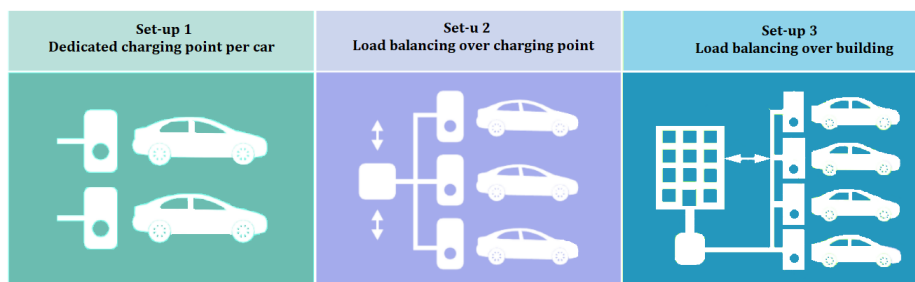 Set-up 1
Dedicated charging point per car
Set-u 2
Load balancing over charging point
Set-up 3
Load balancing over building